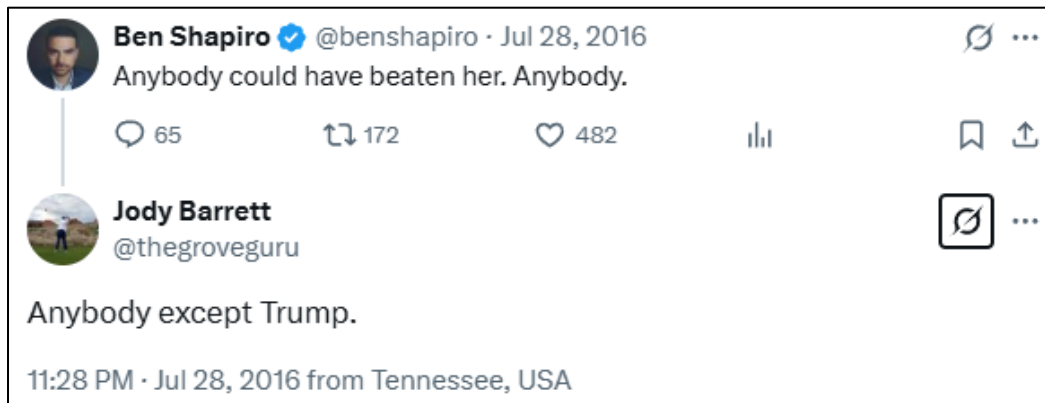 Ben Shapiro @benshapiro · Jul 28, 2016
Anybody could have beaten her. Anybody.
65 172 482
Jody Barrett
@thegroveguru
Anybody except Trump.
11:28 PM · Jul 28, 2016 from Tennessee, USA